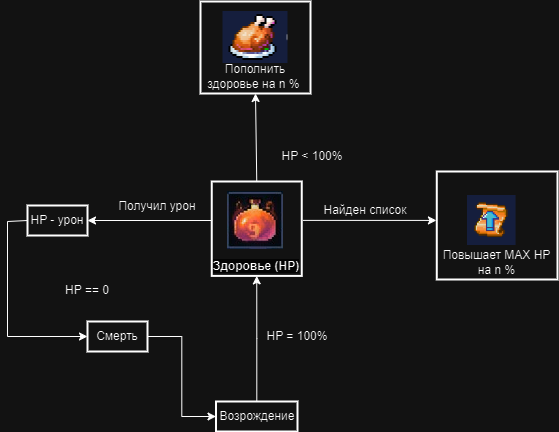 Пополнить
здоровье на n %
HP < 100%
Получил урон
Найден список
HP - урон
9
Здоровье (HP)
Повышает MAX HP
на n %
HP == 0
Смерть
HP = 100%
Возрождение